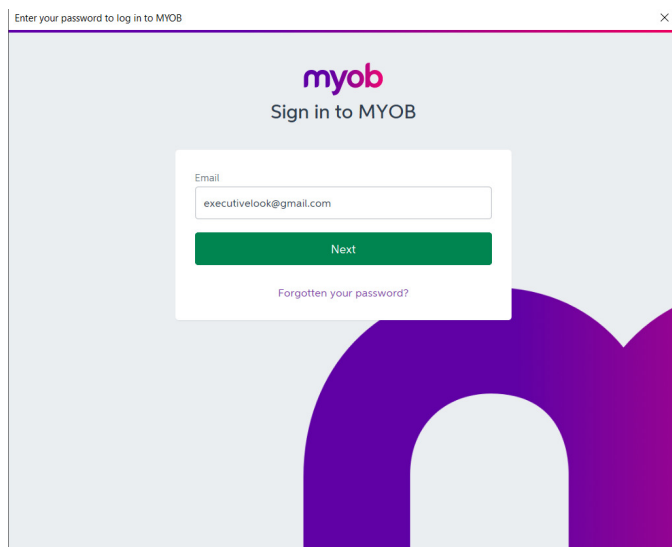 Enter your password to log in to MYOB
myob
Sign in to MYOB
Email
executivelook@gmail.com
Next
Forgotten your password?